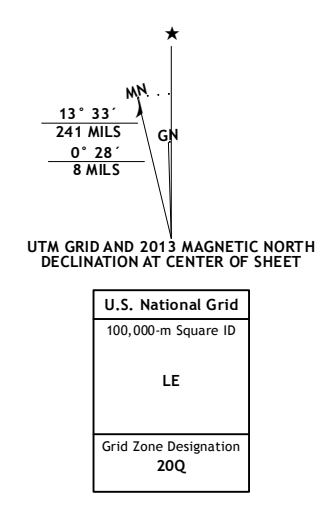 ★
MN
13° 33´
241 MILS
GN
0° 28´
8 MILS
UTM GRID AND 2013 MAGNETIC NORTH
DECLINATION AT CENTER OF SHEET
U.S. National Grid
100,000-m Square ID
LE
Grid Zone Designation
20Q